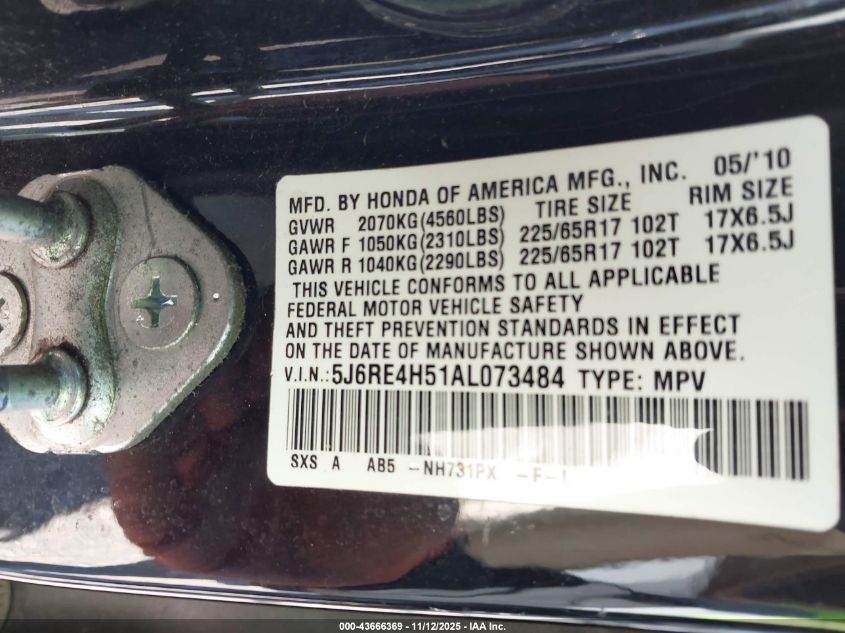 MFD. BY HONDA OF AMERICA MFG., INC. 05/'10
GVWR 2070KG(4560LBS) TIRE SIZE RIM SIZE
GAWR F 1050KG(2310LBS) 225/65R17 102T 17X6.5J
GAWR R 1040KG(2290LBS) 225/65R17 102T 17X6.5J
THIS VEHICLE CONFORMS TO ALL APPLICABLE
FEDERAL MOTOR VEHICLE SAFETY
AND THEFT PREVENTION STANDARDS IN EFFECT
ON THE DATE OF MANUFACTURE SHOWN ABOVE.
V.I.N.:5J6RE4H51AL073484 TYPE: MPV
SXS A AB5 -NH731PX -F-
000-43666369 - 11/12/2025 - IAA Inc.